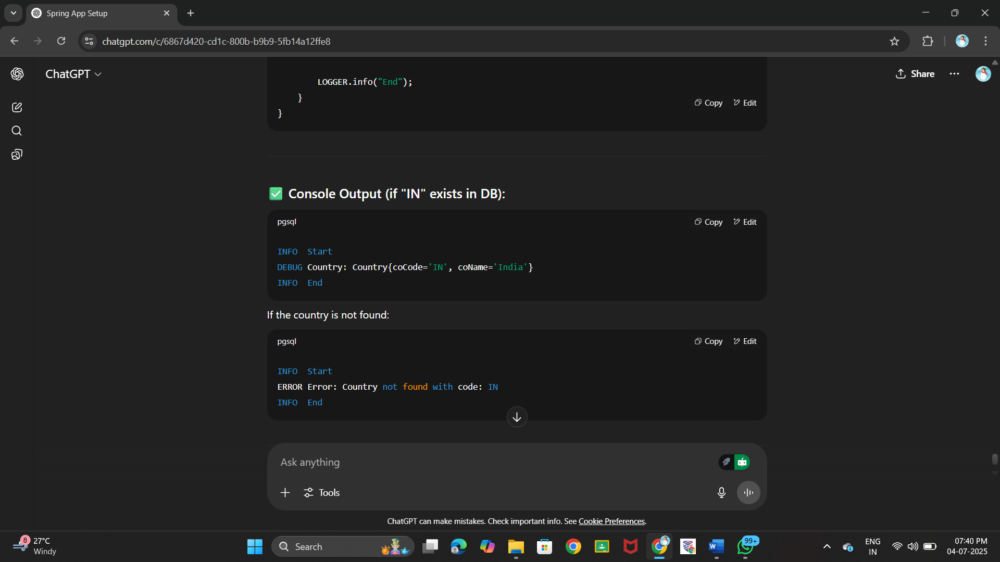 Spring App Setup
chatgpt.com/c/6867d420-cd1c-800b-b9b9-5fb14a12ffe8
ChatGPT
Share
LOGGER.info("End");
}
}
Copy Edit
✅ Console Output (if "IN" exists in DB):
pgsql
Copy Edit
INFO  Start
DEBUG Country: Country{coCode='IN', coName='India'}
INFO  End
If the country is not found:
pgsql
Copy Edit
INFO  Start
ERROR Error: Country not found with code: IN
INFO  End
Ask anything
Tools
ChatGPT can make mistakes. Check important info. See Cookie Preferences.
8
27°C
Windy
Search
99+
ENG
IN
07:40 PM
04-07-2025